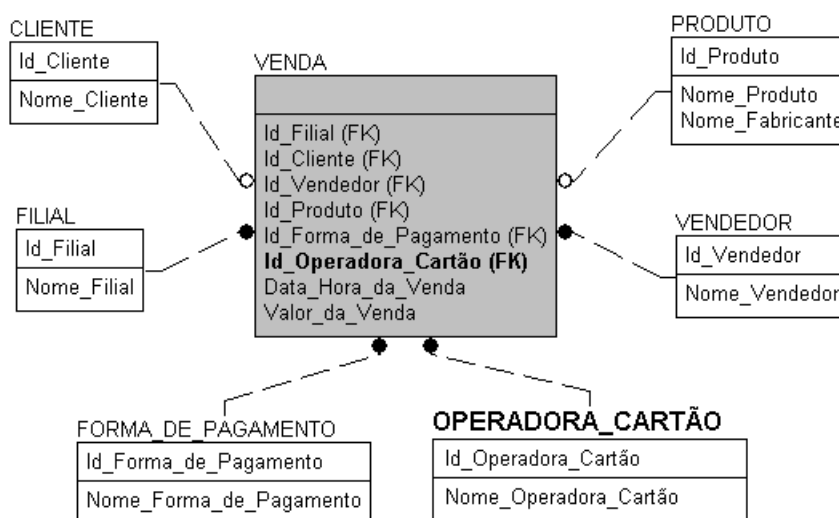 CLIENTE
Id_Cliente
Nome_Cliente
VENDA
Id_Filial (FK)
Id_Cliente (FK)
Id_Vendedor (FK)
Id_Produto (FK)
Id_Forma_de_Pagamento (FK)
Id_Operadora_Cartão (FK)
Data_Hora_da_Venda
Valor_da_Venda
PRODUTO
Id_Produto
Nome_Produto
Nome_Fabricante
FILIAL
Id_Filial
Nome_Filial
VENDEDOR
Id_Vendedor
Nome_Vendedor
FORMA_DE_PAGAMENTO
Id_Forma_de_Pagamento
Nome_Forma_de_Pagamento
OPERADORA_CARTÃO
Id_Operadora_Cartão
Nome_Operadora_Cartão